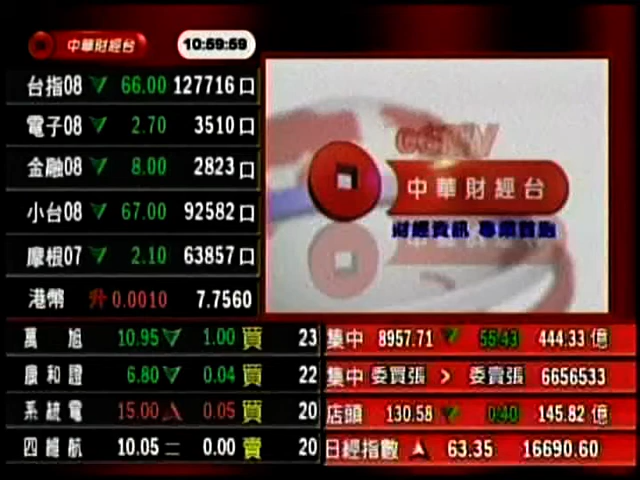 中華財經台 10:59:59
台指08 66.00 127716口
電子08 2.70 3510口
金融08 8.00 2823口
小台08 67.00 92582口
摩根07 2.10 63857口
港幣 升0.0010 7.7560
中華財經台
財經資訊
萬旭 10.95 1.00 買 23
康和證 6.80 0.04 買 22
系統電 15.00 0.05 買 20
四維航 10.05 二 0.00 賣 20
集中 8957.71 55.43 444.33億
集中 委買張 > 委賣張 6656533
店頭 130.58 0.40 145.82億
日經指數 63.35 16690.60